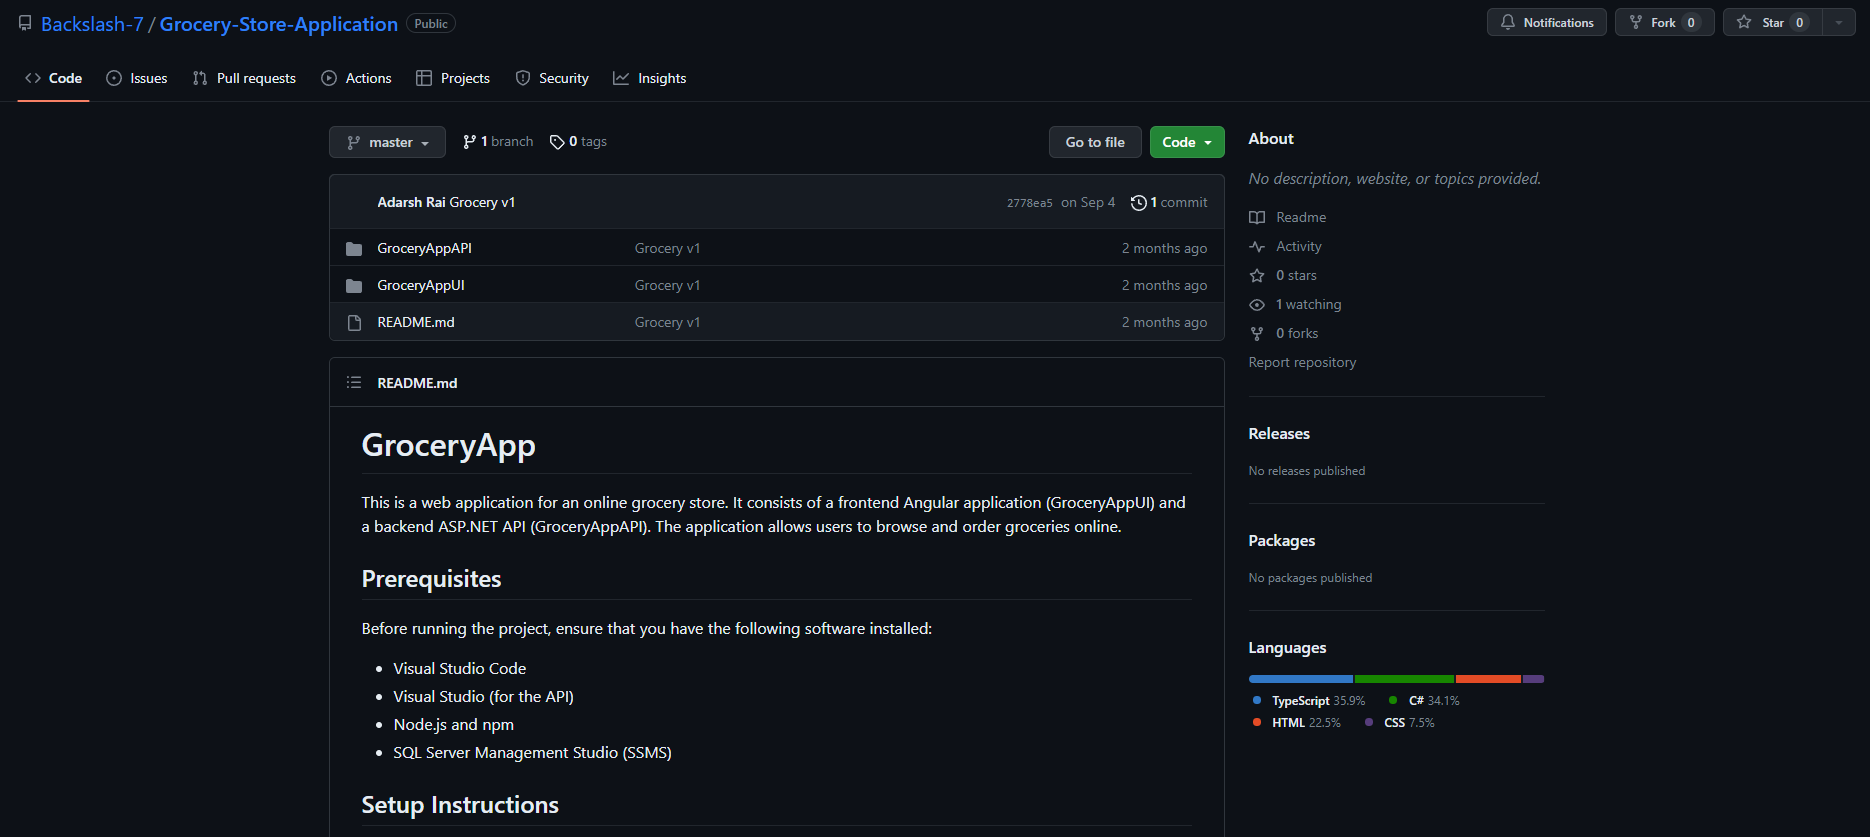 Backslash-7 / Grocery-Store-Application Public
Notifications Fork 0 Star 0
Code Issues Pull requests Actions Projects Security Insights
master 1 branch 0 tags Go to file Code
Adarsh Rai Grocery v1 2778ea5 on Sep 4 1 commit
GroceryAppAPI Grocery v1 2 months ago
GroceryAppUI Grocery v1 2 months ago
README.md Grocery v1 2 months ago
README.md
GroceryApp
This is a web application for an online grocery store. It consists of a frontend Angular application (GroceryAppUI) and
a backend ASP.NET API (GroceryAppAPI). The application allows users to browse and order groceries online.
Prerequisites
Before running the project, ensure that you have the following software installed:
• Visual Studio Code
• Visual Studio (for the API)
• Node.js and npm
• SQL Server Management Studio (SSMS)
Setup Instructions
About
No description, website, or topics provided.
Readme
Activity
0 stars
1 watching
0 forks
Report repository
Releases
No releases published
Packages
No packages published
Languages
TypeScript 35.9% C# 34.1%
HTML 22.5% CSS 7.5%